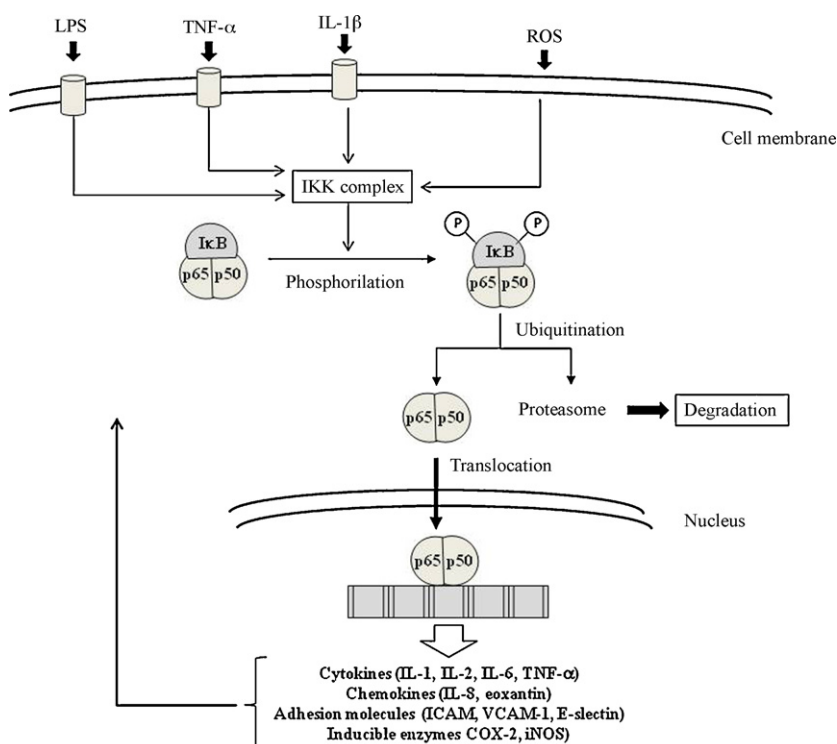 LPS
TNF-α
IL-1β
ROS
Cell membrane
IKK complex
P
P
IκB
p65 p50
Phosphorilation
IκB
p65 p50
Ubiquitination
p65 p50
Proteasome
Degradation
Translocation
Nucleus
p65 p50
Cytokines (IL-1, IL-2, IL-6, TNF-α)
Chemokines (IL-8, eoxantin)
Adhesion molecules (ICAM, VCAM-1, E-slectin)
Inducible enzymes COX-2, iNOS)